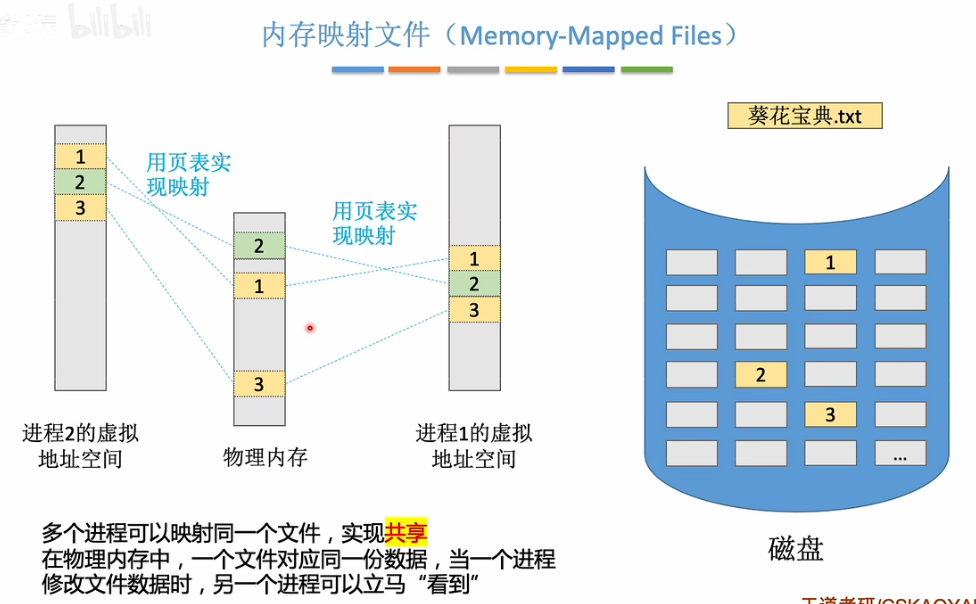 bilibili
内存映射文件（Memory-Mapped Files）
葵花宝典.txt
1
2
3
用页表实
现映射
2
1
3
用页表实
现映射
1
2
3
1
2
3
...
进程2的虚拟
地址空间
物理内存
进程1的虚拟
地址空间
磁盘
多个进程可以映射同一个文件，实现共享
在物理内存中，一个文件对应同一份数据，当一个进程
修改文件数据时，另一个进程可以立马“看到”